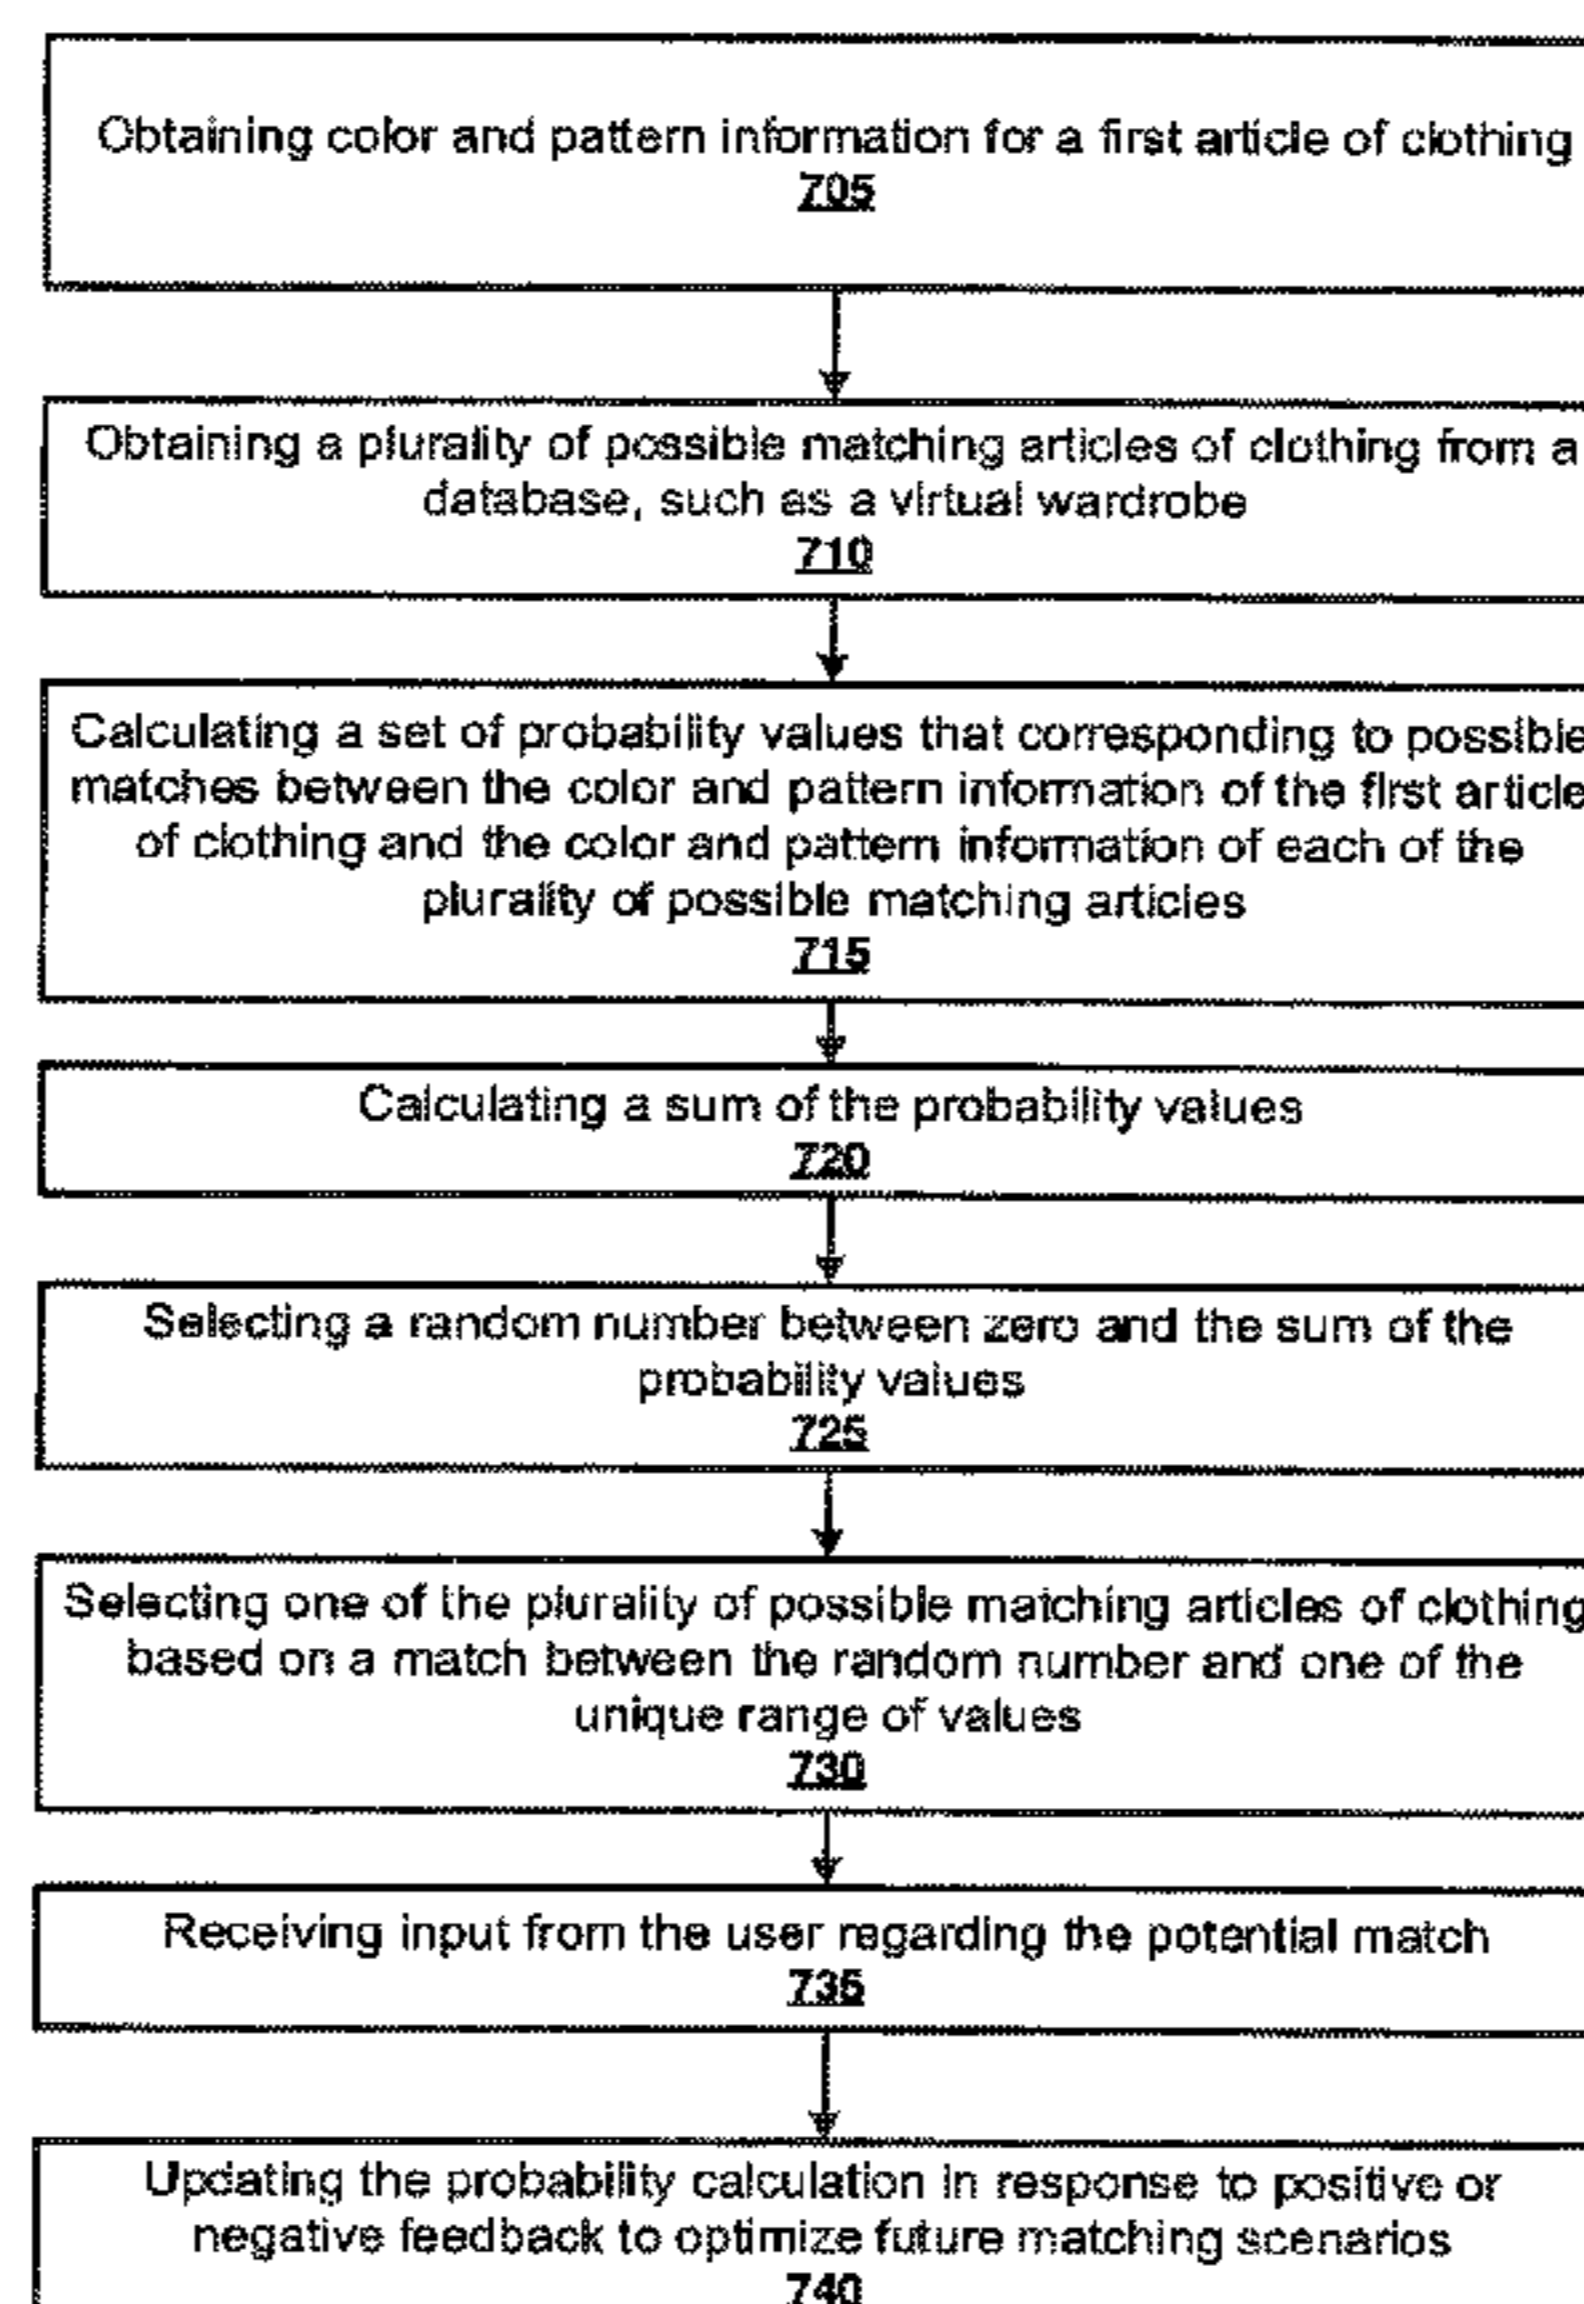 Obtaining color and pattern information for a first article of clothing
705
Obtaining a plurality of possible matching articles of clothing from a
database, such as a virtual wardrobe
710
Calculating a set of probability values that corresponding to possible
matches between the color and pattern information of the first article
of clothing and the color and pattern information of each of the
plurality of possible matching articles
715
Calculating a sum of the probability values
720
Selecting a random number between zero and the sum of the
probability values
725
Selecting one of the plurality of possible matching articles of clothing
based on a match between the random number and one of the
unique range of values
730
Receiving input from the user regarding the potential match
735
Updating the probability calculation in response to positive or
negative feedback to optimize future matching scenarios
740